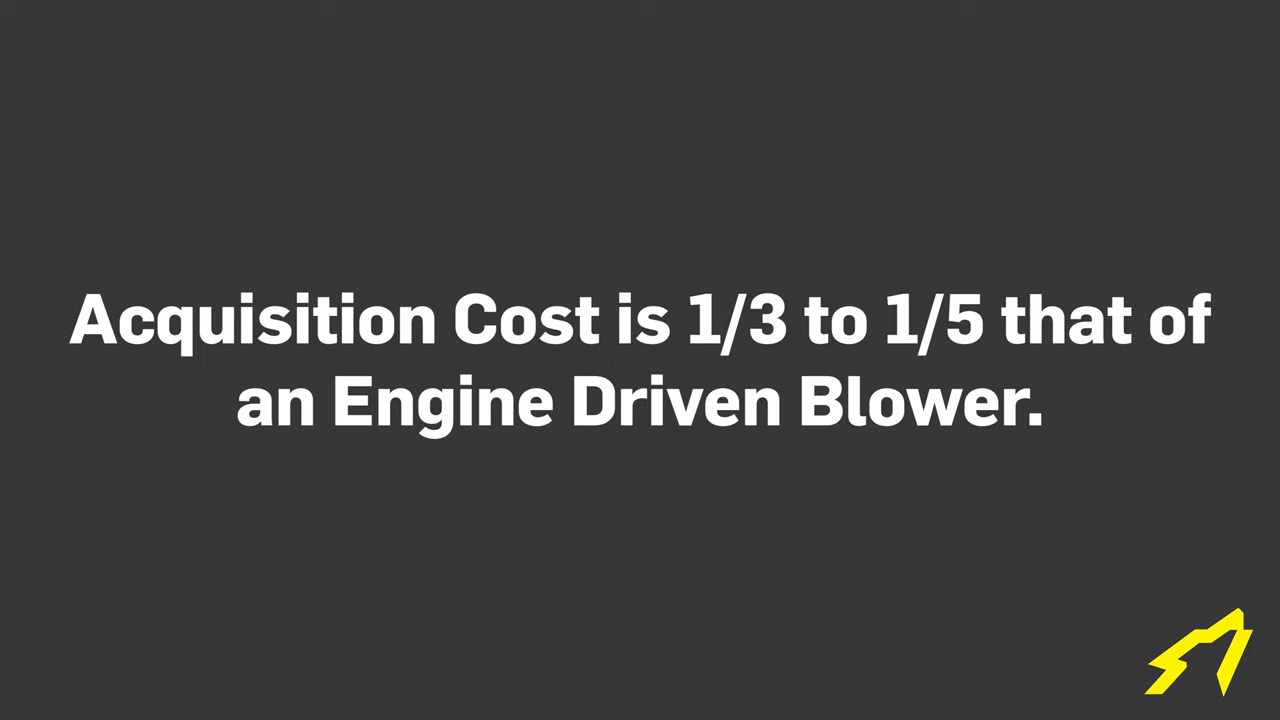 Acquisition Cost is 1/3 to 1/5 that of
an Engine Driven Blower.